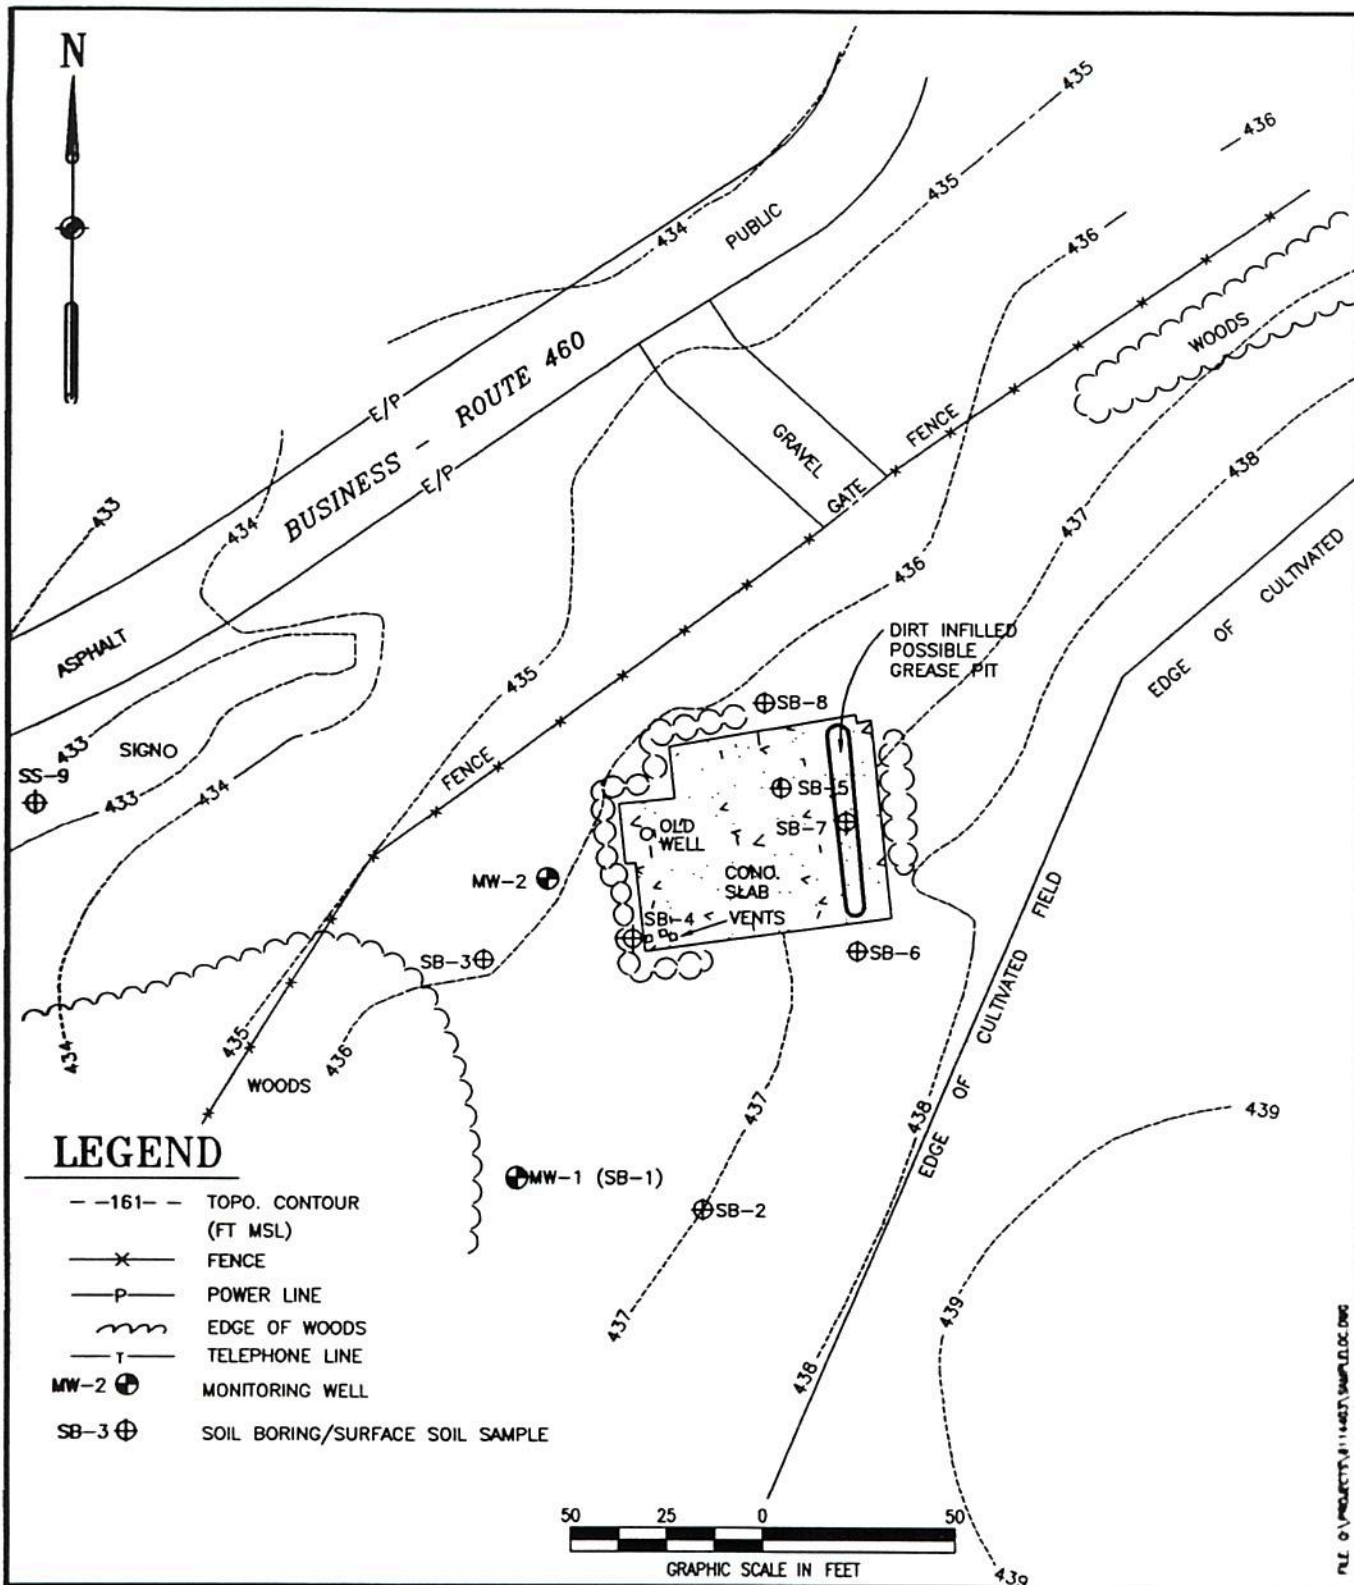 N
435
436
435
434
PUBLIC
436
WOODS
BUSINESS - ROUTE 460
E/P
E/P
FENCE
GRAVEL
GATE
438
437
433
434
436
ASPHALT
DIRT INFILLED
POSSIBLE
GREASE PIT
EDGE OF CULTIVATED
435
SB-8
433
SIGNO
SS-9
433
434
FENCE
SB-5
SB-7
OLD
WELL
MW-2
CONC.
SLAB
SB-4
VENTS
SB-3
SB-6
EDGE OF CULTIVATED FIELD
434
435
436
WOODS
437
438
439
LEGEND
MW-1 (SB-1)
SB-2
--161-- TOPO. CONTOUR
(FT MSL)
X FENCE
P POWER LINE
EDGE OF WOODS
T TELEPHONE LINE
MW-2 MONITORING WELL
SB-3 SOIL BORING/SURFACE SOIL SAMPLE
437
438
439
439
50 25 0 50
GRAPHIC SCALE IN FEET